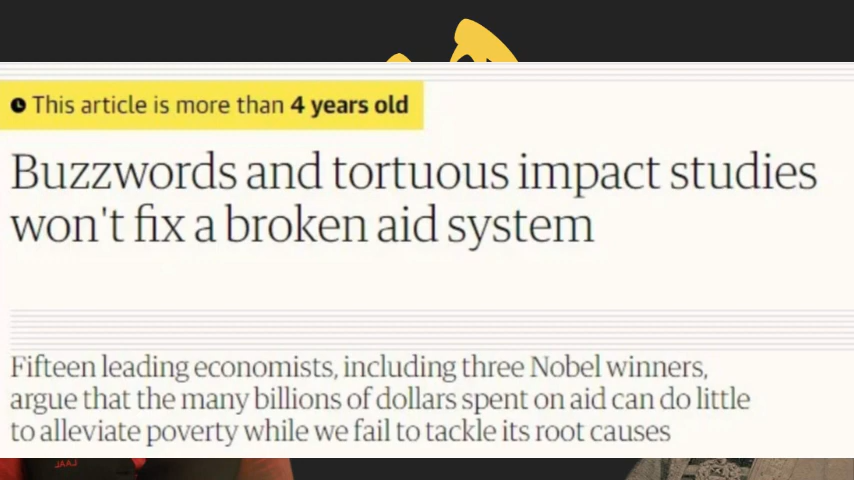 This article is more than 4 years old
Buzzwords and tortuous impact studies
won't fix a broken aid system
Fifteen leading economists, including three Nobel winners,
argue that the many billions of dollars spent on aid can do little
to alleviate poverty while we fail to tackle its root causes